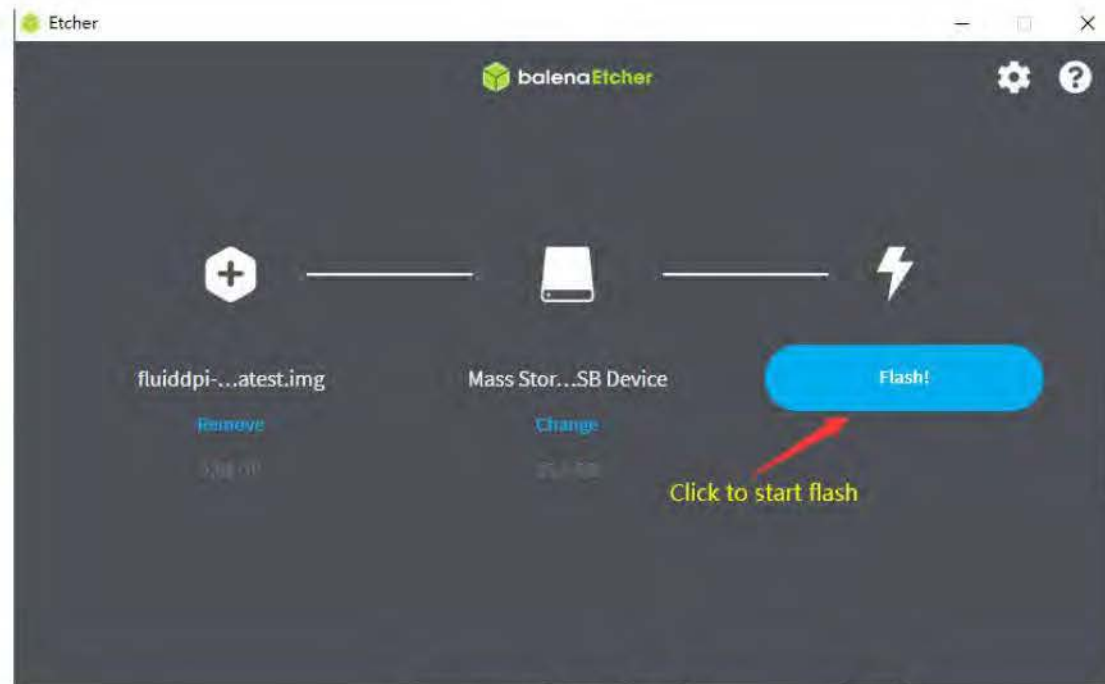 Etcher
balenaEtcher
fluiddpi-...atest.img
Mass Stor...SB Device
Flash!
Remove
Change
Click to start flash